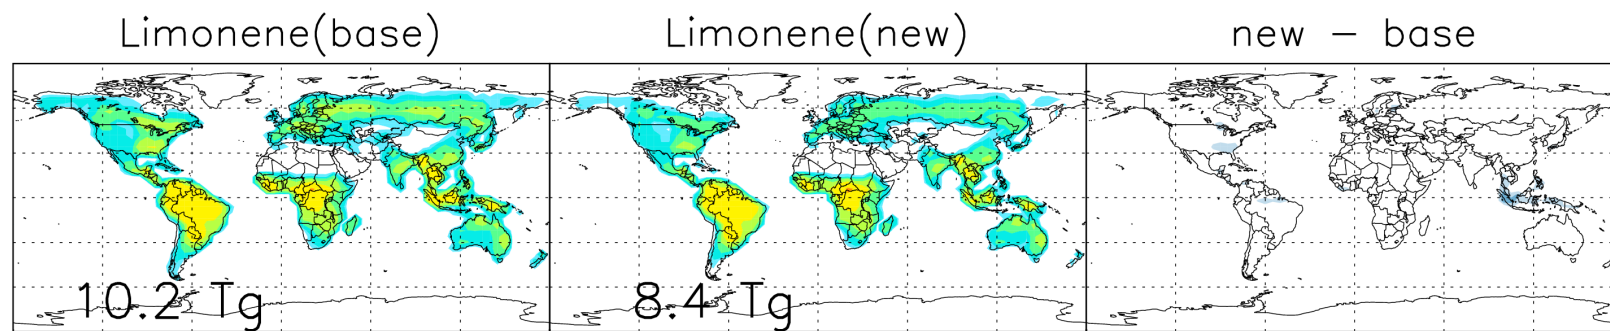 Limonene(base)
Limonene(new)
new − base
10.2 Tg
8.4 Tg